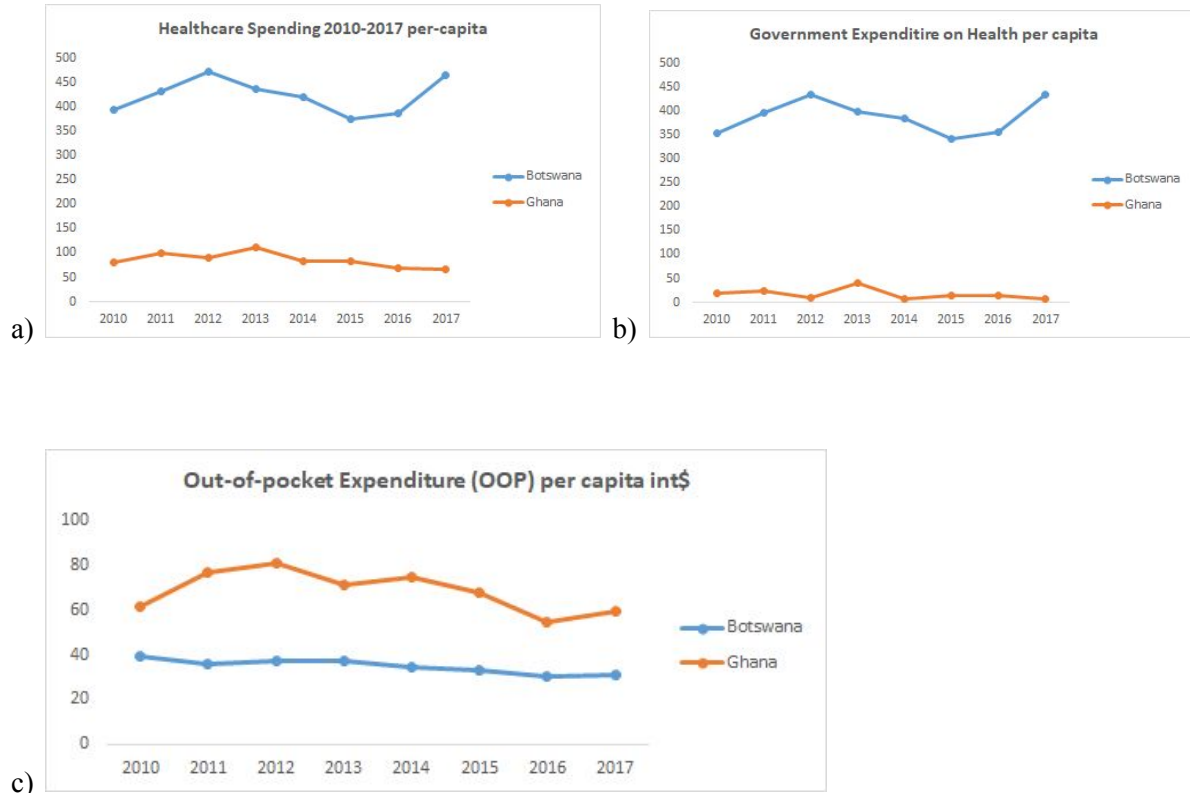 Healthcare Spending 2010-2017 per-capita
500
450
400
350
300
250
200
150
100
50
0
2010 2011 2012 2013 2014 2015 2016 2017
Botswana
Ghana
a)
Government Expenditire on Health per capita
500
450
400
350
300
250
200
150
100
50
0
2010 2011 2012 2013 2014 2015 2016 2017
Botswana
Ghana
b)
Out-of-pocket Expenditure (OOP) per capita int$
100
80
60
40
20
0
2010 2011 2012 2013 2014 2015 2016 2017
Botswana
Ghana
c)